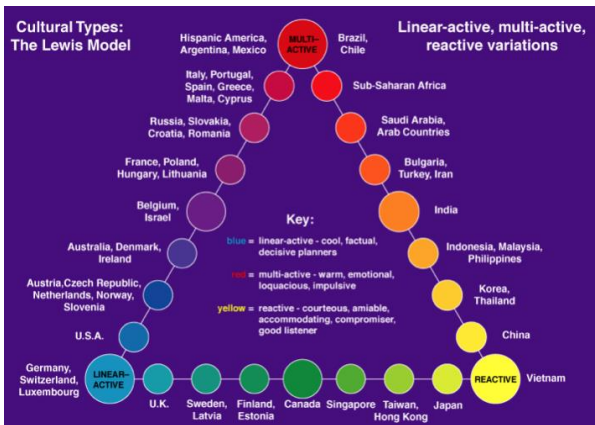 Cultural Types:
The Lewis Model
Linear-active, multi-active,
reactive variations
Hispanic America,
Argentina, Mexico
MULTI-
ACTIVE
Brazil,
Chile
Italy, Portugal,
Spain, Greece,
Malta, Cyprus
Sub-Saharan Africa
Russia, Slovakia,
Croatia, Romania
Saudi Arabia,
Arab Countries
France, Poland,
Hungary, Lithuania
Bulgaria,
Turkey, Iran
Belgium,
Israel
India
Key:
blue = linear-active - cool, factual,
decisive planners
red = multi-active - warm, emotional,
loquacious, impulsive
yellow = reactive - courteous, amiable,
accommodating, compromiser,
good listener
Australia, Denmark,
Ireland
Indonesia, Malaysia,
Philippines
Austria,Czech Republic,
Netherlands, Norway,
Slovenia
Korea,
Thailand
U.S.A.
China
Germany,
Switzerland,
Luxembourg
LINEAR-
ACTIVE
U.K.
Sweden,
Latvia
Finland,
Estonia
Canada
Singapore
Taiwan,
Hong Kong
Japan
REACTIVE
Vietnam